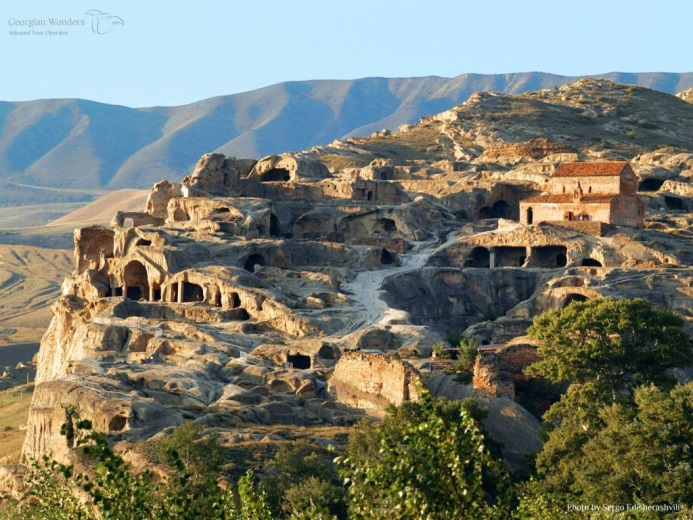 Georgian Wonders
Inbound Tour Operator
Photo by Sergo Edisherashvili